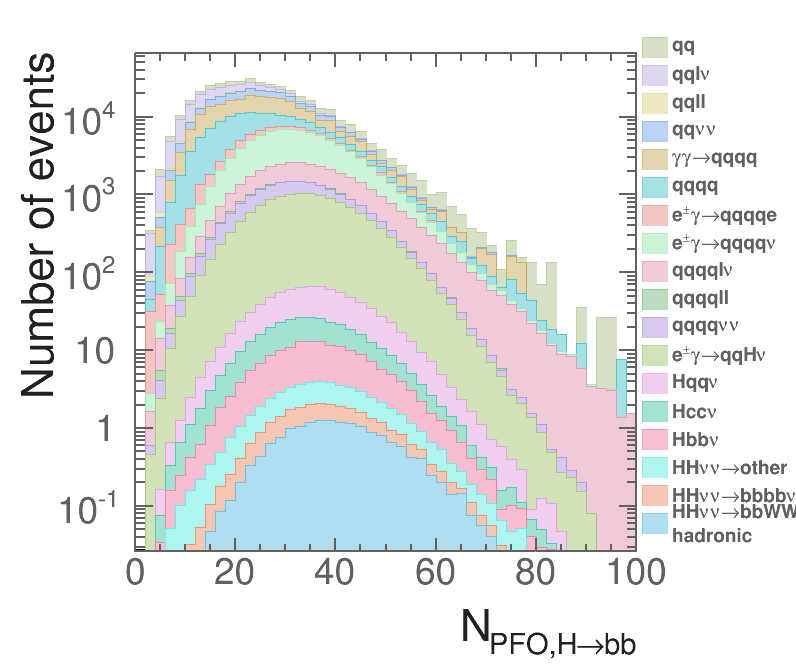 Number of events
10⁴
10³
10²
10
1
10⁻¹
0 20 40 60 80 100
N_PFO,H→bb
qq
qqlν
qqll
qqνν
γγ→qqqq
qqqq
e±γ→qqqqe
e±γ→qqqqν
qqqqlν
qqqqll
qqqqνν
e±γ→qqHν
Hqqν
Hccν
Hbbν
HHνν→other
HHνν→bbbbν
HHνν→bbWW
hadronic